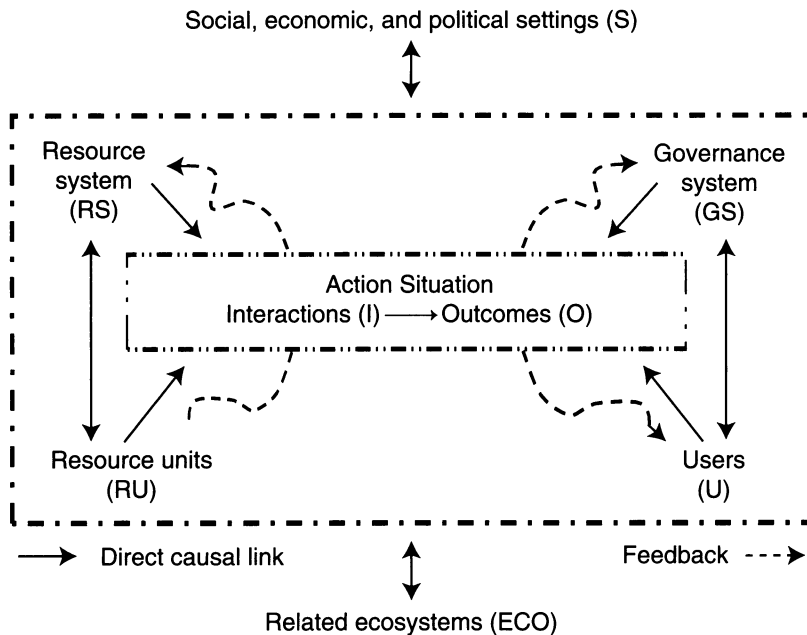 Social, economic, and political settings (S)
Resource
system
(RS)
Governance
system
(GS)
Action Situation
Interactions (I) Outcomes (O)
Resource units
(RU)
Users
(U)
Direct causal link
Feedback
Related ecosystems (ECO)